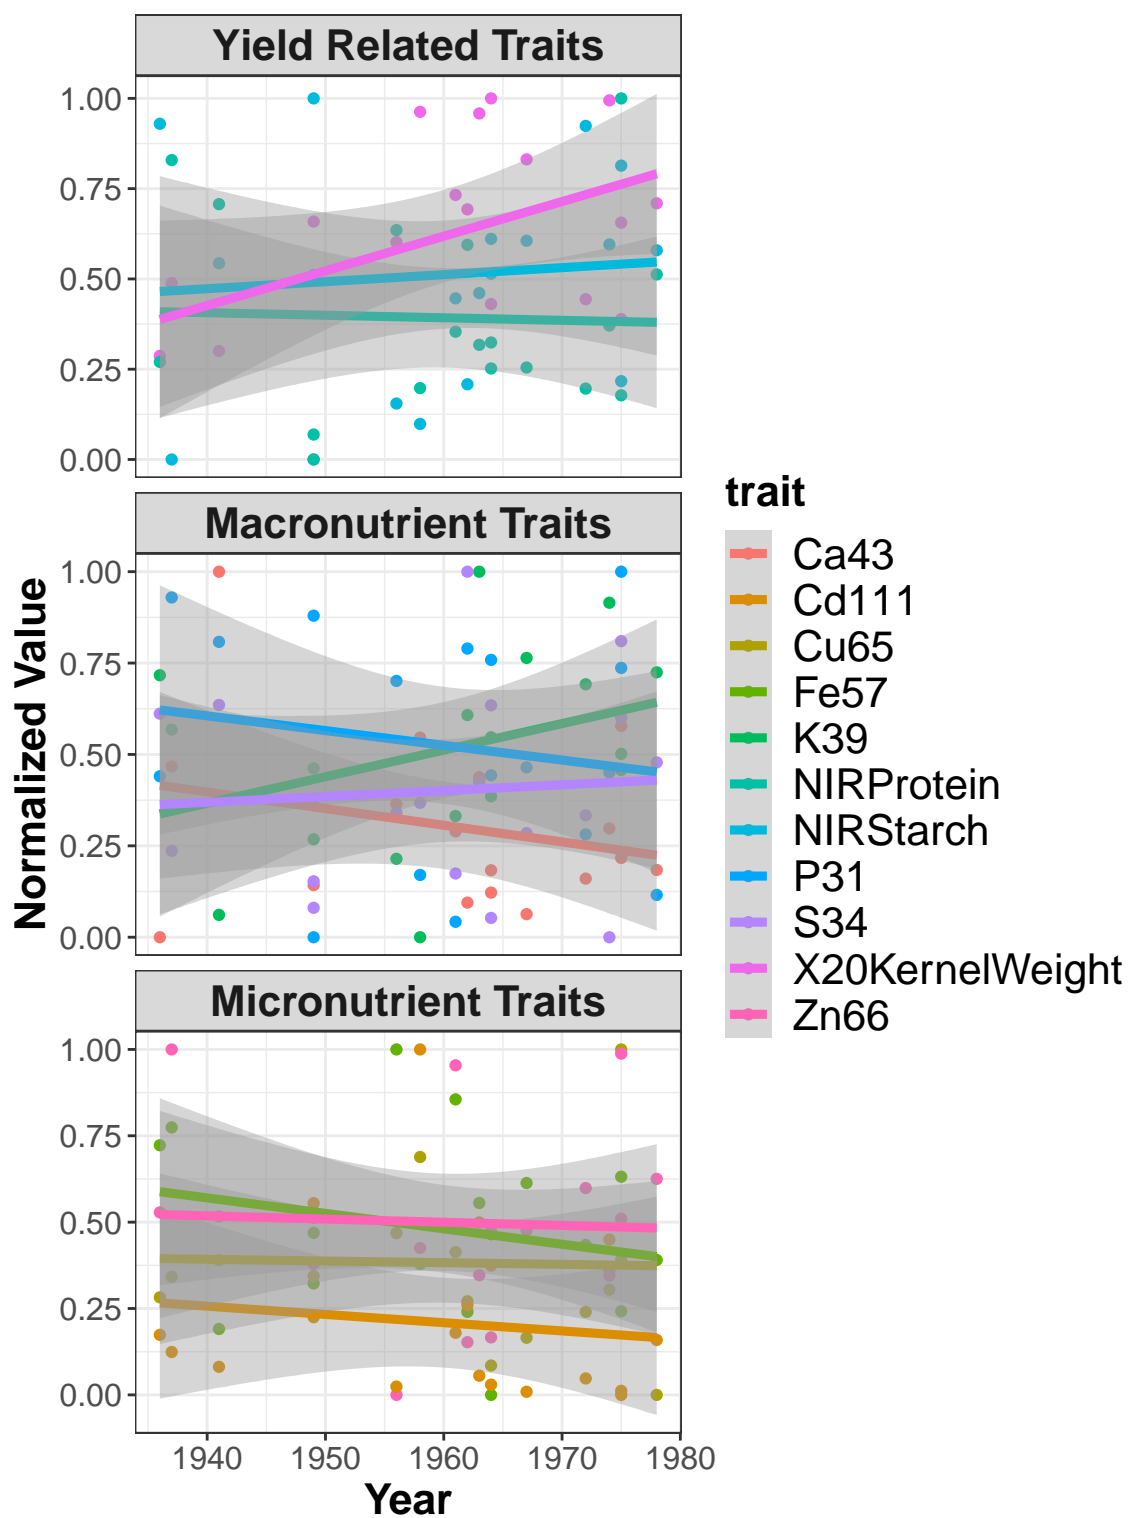 Yield Related Traits
1.00
0.75
0.50
0.25
0.00
Macronutrient Traits
1.00
0.75
0.50
0.25
0.00
Micronutrient Traits
1.00
0.75
0.50
0.25
0.00
1940 1950 1960 1970 1980
Year
Normalized Value
trait
Ca43
Cd111
Cu65
Fe57
K39
NIRProtein
NIRStarch
P31
S34
X20KernelWeight
Zn66